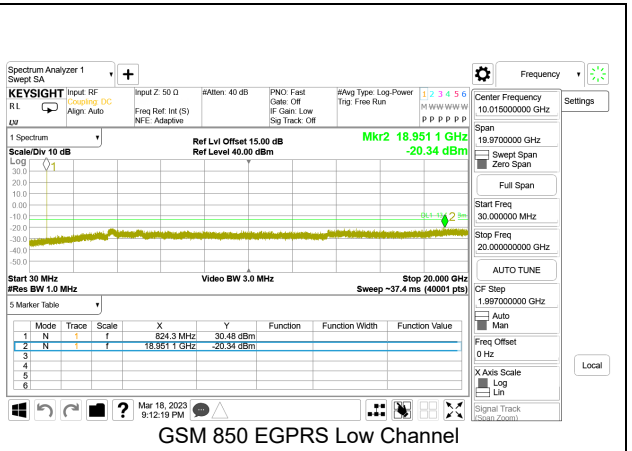 Spectrum Analyzer 1
Swept SA
Frequency
KEYSIGHT
RL
LXI
Input: RF
Coupling: DC
Align: Auto
Input Z: 50 Ω
Freq Ref: Int (S)
NFE: Adaptive
#Atten: 40 dB
PNO: Fast
Gate: Off
IF Gain: Low
Sig Track: Off
#Avg Type: Log-Power
Trig: Free Run
1 2 3 4 5 6
M W W W W W
P P P P P P
1 Spectrum
Scale/Div 10 dB
Ref Lvl Offset 15.00 dB
Ref Level 40.00 dBm
Mkr2 18.951 1 GHz
-20.34 dBm
Log
1
30.0
20.0
10.0
0.00
-10.0
-20.0
-30.0
-40.0
-50.0
2
Start 30 MHz
#Res BW 1.0 MHz
Video BW 3.0 MHz
Stop 20.000 GHz
Sweep ~37.4 ms (40001 pts)
5 Marker Table
Mode Trace Scale X Y Function Function Width Function Value
1 N 1 f 824.3 MHz 30.48 dBm
2 N 1 f 18.951 1 GHz -20.34 dBm
3
4
5
6
Mar 18, 2023
9:12:19 PM
Center Frequency
10.015000000 GHz
Span
19.9700000 GHz
Swept Span
Zero Span
Full Span
Start Freq
30.000000 MHz
Stop Freq
20.000000000 GHz
AUTO TUNE
CF Step
1.997000000 GHz
Auto
Man
Freq Offset
0 Hz
X Axis Scale
Log
Lin
Signal Track
(Span Zoom)
Settings
Local
GSM 850 EGPRS Low Channel